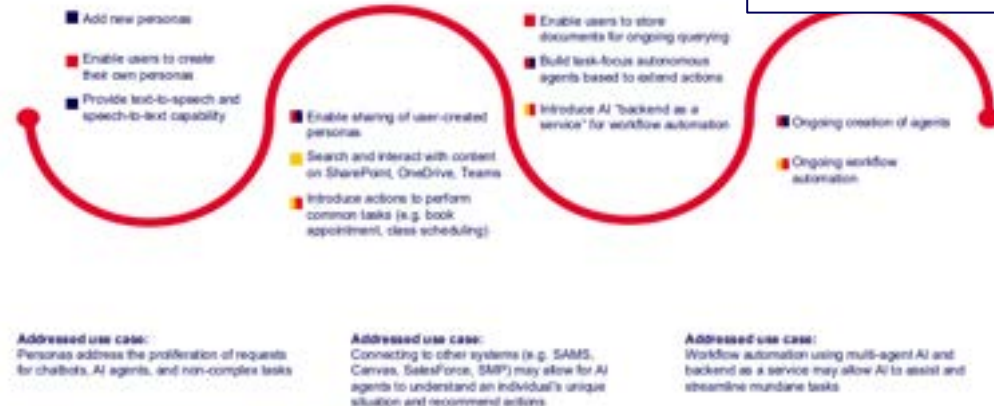 Add new personas
Enable users to create
their own personas
Provide text-to-speech and
speech-to-text capability
Enable sharing of user-created
personas
Search and interact with content
on SharePoint, OneDrive, Teams
Introduce actions to perform
common tasks (e.g. book
appointment, class scheduling)
Enable users to store
documents for ongoing querying
Build task-focus autonomous
agents based to extend actions
Introduce AI "backend as a
service" for workflow automation
Ongoing creation of agents
Ongoing workflow
automation
Addressed use case:
Personas address the proliferation of requests
for chatbots, AI agents, and non-complex tasks
Addressed use case:
Connecting to other systems (e.g. SAMS,
Canvas, SalesForce, SMP) may allow for AI
agents to understand an individual's unique
situation and recommend actions
Addressed use case:
Workflow automation using multi-agent AI and
backend as a service may allow AI to assist and
streamline mundane tasks